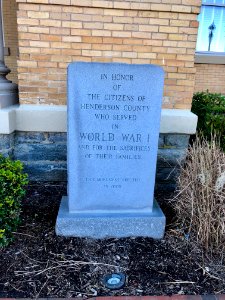 IN HONOR
OF
THE CITIZENS OF
HENDERSON COUNTY
WHO SERVED
IN
WORLD WAR I
AND FOR THE SACRIFICES
OF THEIR FAMILIES